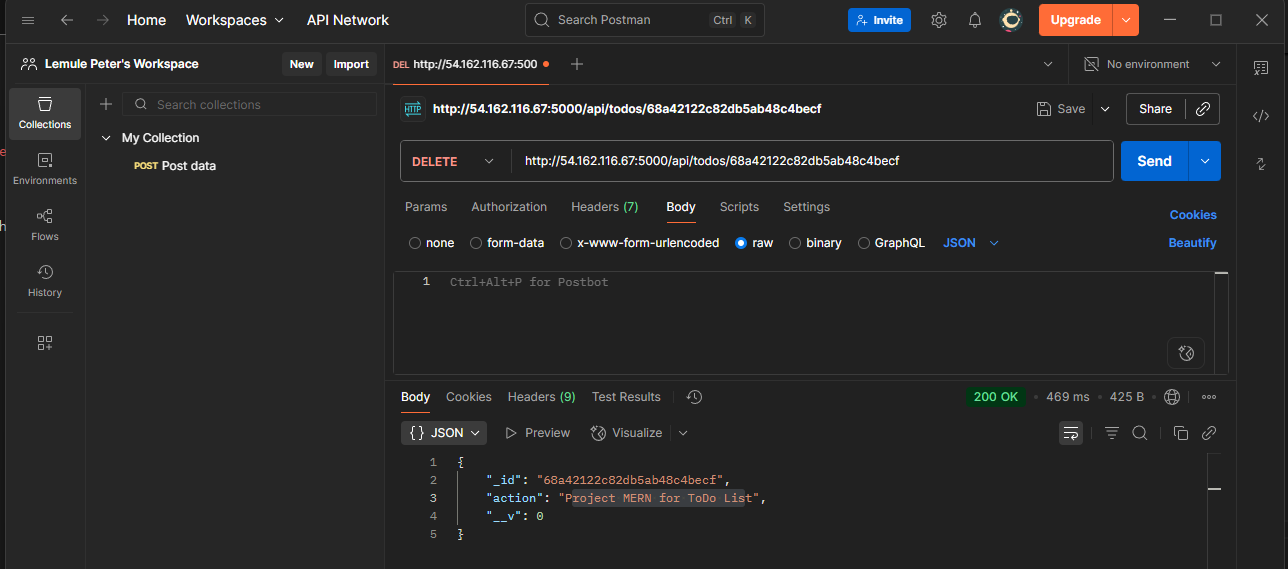 Home Workspaces API Network Search Postman Ctrl K Invite Upgrade
Lemule Peter's Workspace New Import DEL http://54.162.116.67:500 No environment
Collections Search collections http://54.162.116.67:5000/api/todos/68a42122c82db5ab48c4becf Save Share
HTTP
My Collection
POST Post data DELETE http://54.162.116.67:5000/api/todos/68a42122c82db5ab48c4becf Send
Environments
Flows
History
Params Authorization Headers (7) Body Scripts Settings Cookies
none form-data x-www-form-urlencoded raw binary GraphQL JSON Beautify
1 Ctrl+Alt+P for Postbot
Body Cookies Headers (9) Test Results 200 OK • 469 ms • 425 B •
{} JSON Preview Visualize
1 {
2 "_id": "68a42122c82db5ab48c4becf",
3 "action": "Project MERN for ToDo List",
4 "__v": 0
5 }